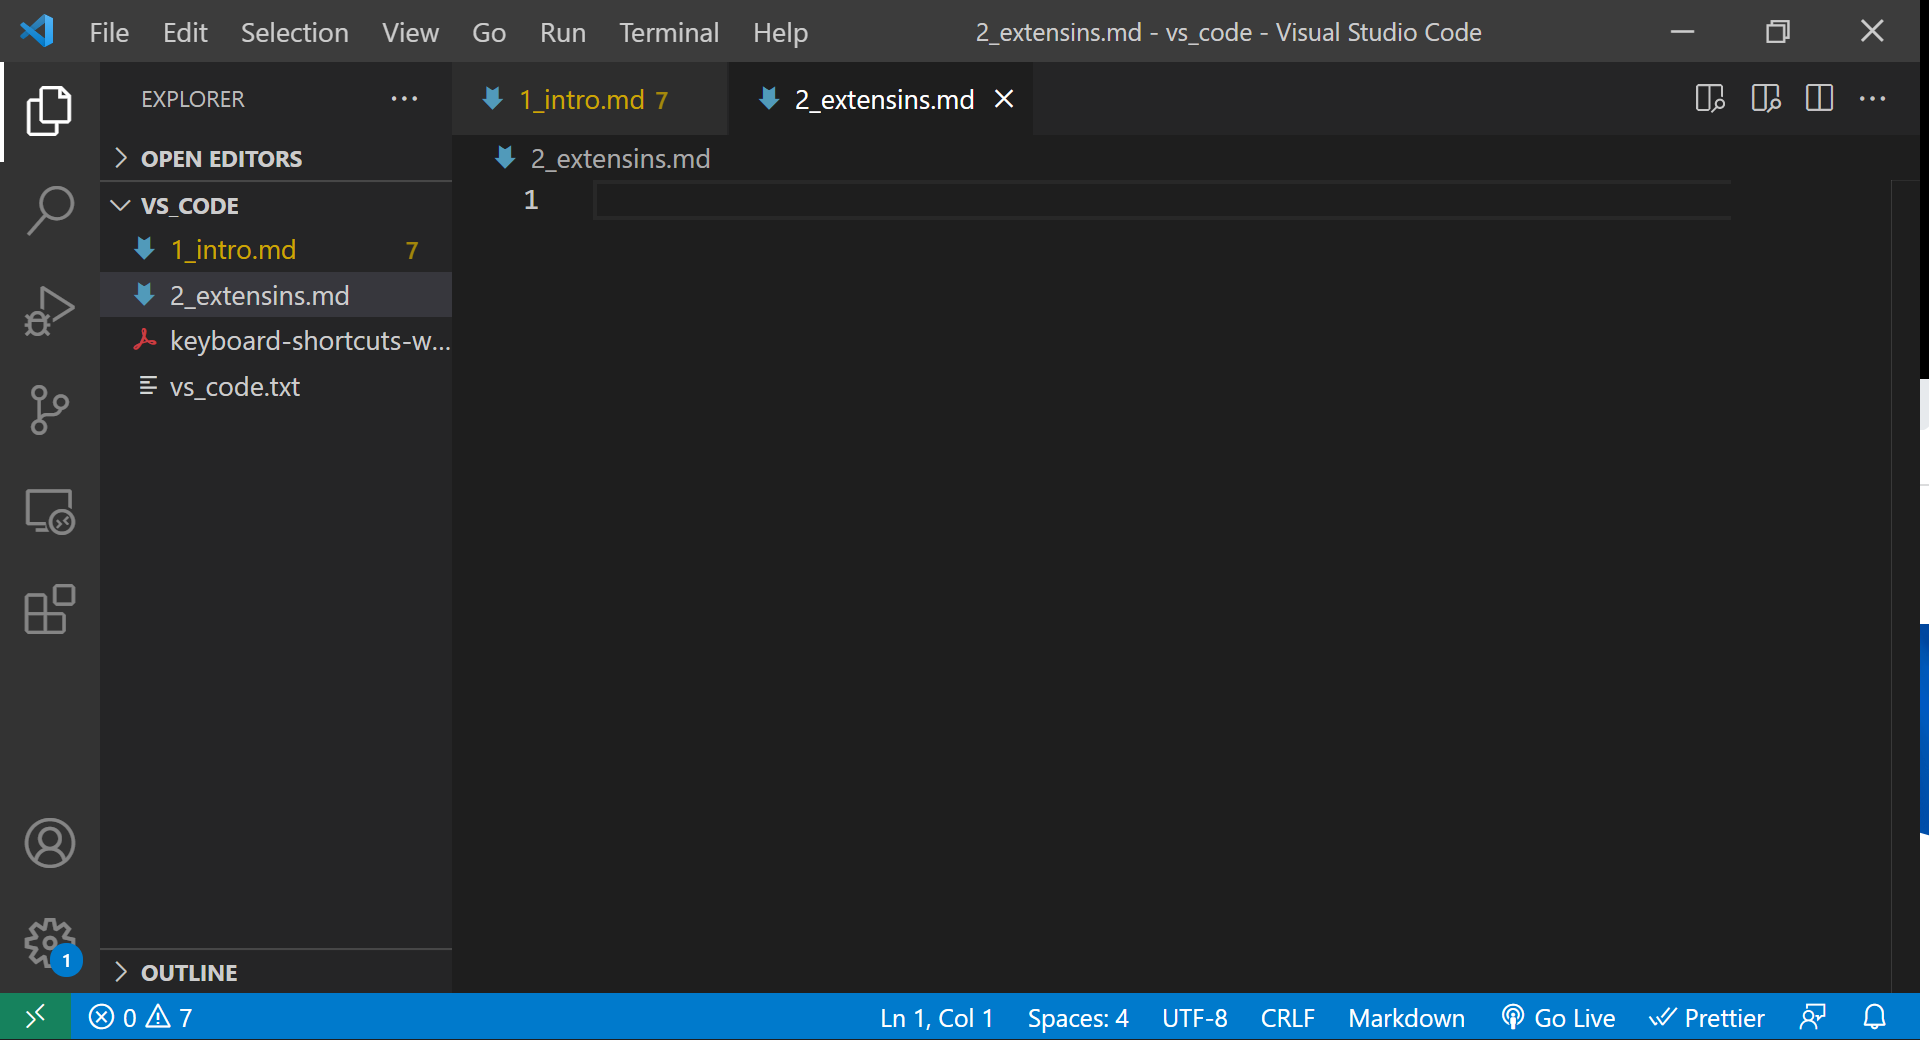 File Edit Selection View Go Run Terminal Help 2_extensins.md - vs_code - Visual Studio Code
EXPLORER
1_intro.md 7
2_extensins.md
OPEN EDITORS
2_extensins.md
VS_CODE
1
1_intro.md 7
2_extensins.md
keyboard-shortcuts-w...
vs_code.txt
1
OUTLINE
0 7 Ln 1, Col 1 Spaces: 4 UTF-8 CRLF Markdown Go Live Prettier